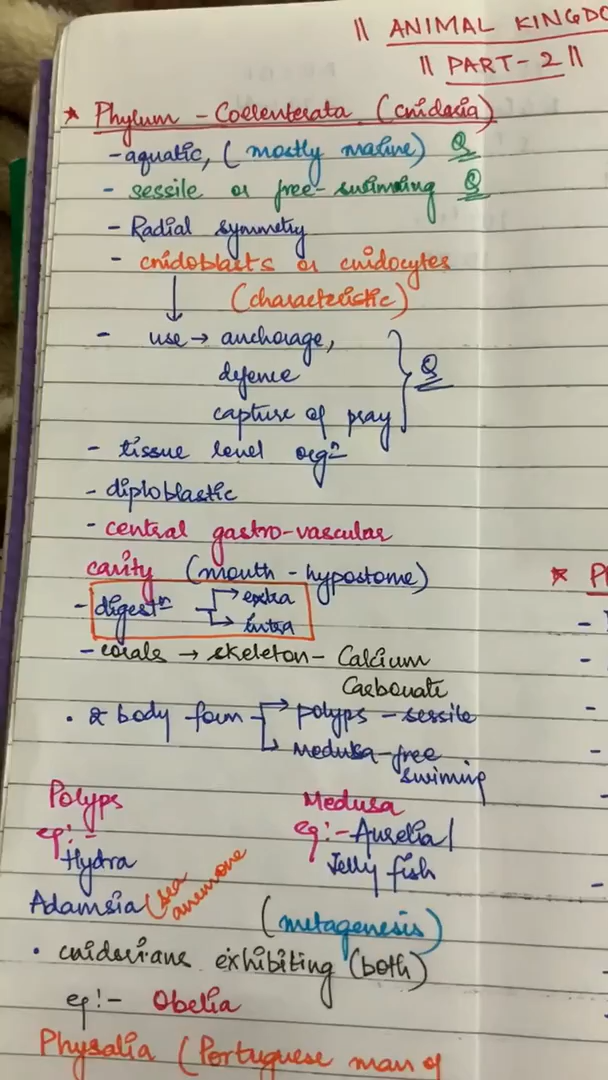 || ANIMAL KINGDO
|| PART-2 ||
* Phylum - Coelenterata (cnidaria)
- aquatic, (mostly marine) Q
- sessile or free-swimming Q
- Radial symmetry
- cnidoblasts or cnidocytes
(characteristic)
- use → anchorage,
defence
capture of pray } Q
- tissue level orgⁿ
- diploblastic
- central gastro-vascular
cavity (mouth - hypostome)
- digestⁿ → extra
→ intra
- corals → skeleton - Calcium
Carbonate
• 2 body form → polyps - sessile
→ Medusa - free
swiming
Polyps Medusa
eg:- eg:- Aurelia/
Hydra Jelly fish
Adamsia (sea anemone
(metagenesis)
• cniderians exhibiting (both)
eg:- Obelia
Physalia (Portuguese man of
* P